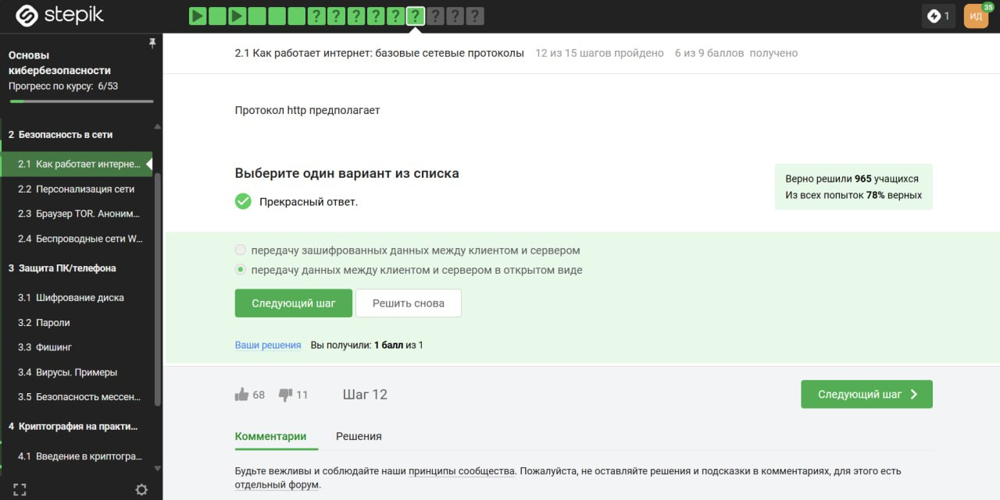 stepik
? ? ? ? ? ? ? ? ?
1
ИД
35
Основы
кибербезопасности
Прогресс по курсу: 6/53
2 Безопасность в сети
2.1 Как работает интерне...
2.2 Персонализация сети
2.3 Браузер TOR. Аноним...
2.4 Беспроводные сети W...
3 Защита ПК/телефона
3.1 Шифрование диска
3.2 Пароли
3.3 Фишинг
3.4 Вирусы. Примеры
3.5 Безопасность мессен...
4 Криптография на практи...
4.1 Введение в криптогра...
2.1 Как работает интернет: базовые сетевые протоколы 12 из 15 шагов пройдено 6 из 9 баллов получено
Протокол http предполагает
Выберите один вариант из списка
Прекрасный ответ.
Верно решили 965 учащихся
Из всех попыток 78% верных
передачу зашифрованных данных между клиентом и сервером
передачу данных между клиентом и сервером в открытом виде
Следующий шаг Решить снова
Ваши решения Вы получили: 1 балл из 1
68 11 Шаг 12 Следующий шаг
Комментарии Решения
Будьте вежливы и соблюдайте наши принципы сообщества. Пожалуйста, не оставляйте решения и подсказки в комментариях, для этого есть
отдельный форум.